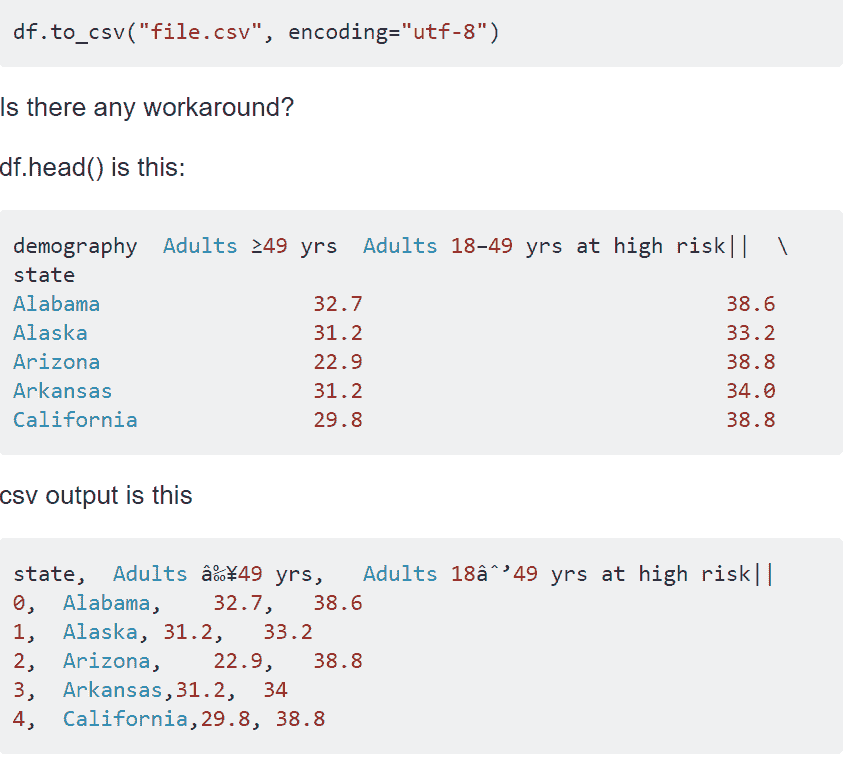 df.to_csv("file.csv", encoding="utf-8")
Is there any workaround?
df.head() is this:
demography  Adults ≥49 yrs  Adults 18–49 yrs at high risk||  \
state
Alabama                 32.7                             38.6
Alaska                  31.2                             33.2
Arizona                 22.9                             38.8
Arkansas                31.2                             34.0
California              29.8                             38.8
csv output is this
state,  Adults â‰¥49 yrs,   Adults 18âˆ’49 yrs at high risk||
0,  Alabama,    32.7,   38.6
1,  Alaska, 31.2,   33.2
2,  Arizona,    22.9,   38.8
3,  Arkansas,31.2,  34
4,  California,29.8, 38.8